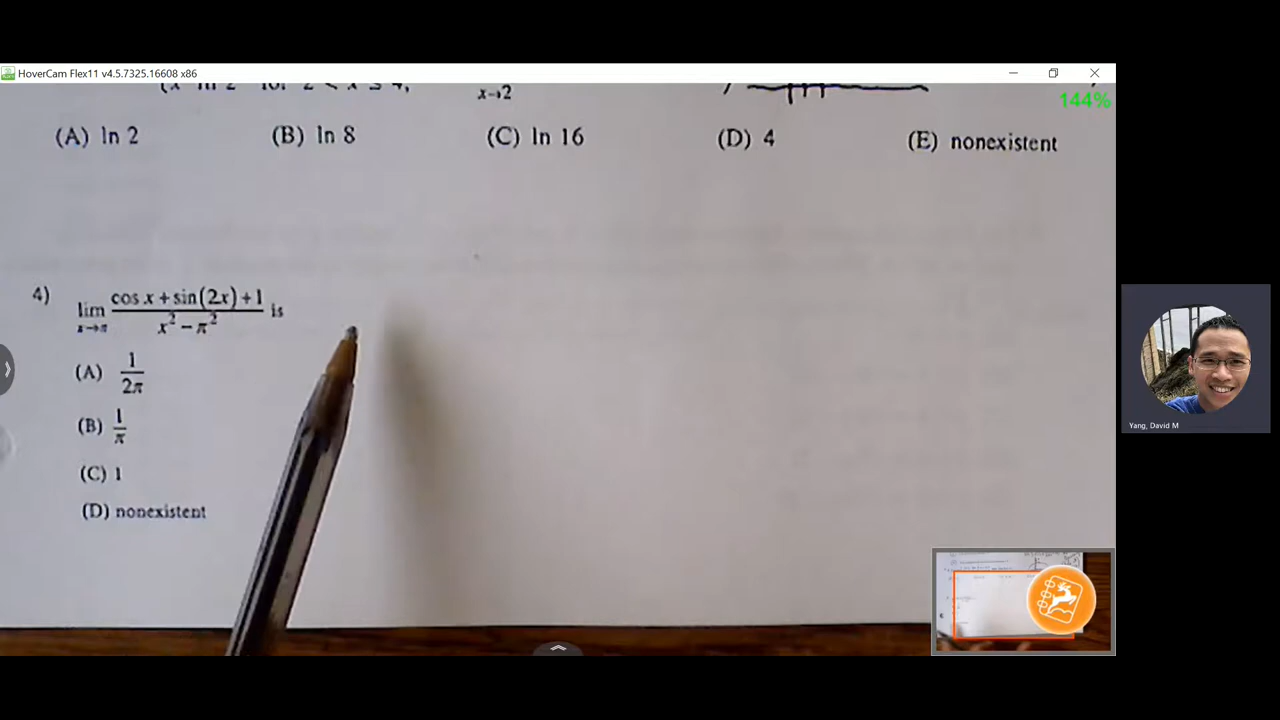 HoverCam Flex11 v4.5.7325.16608 x86
144%
x→2
(A) ln 2 (B) ln 8 (C) ln 16 (D) 4 (E) nonexistent
4) lim x→π (cos x + sin(2x) + 1)/(x² − π²) is
(A) 1/2π
(B) 1/π
(C) 1
(D) nonexistent
Yang, David M